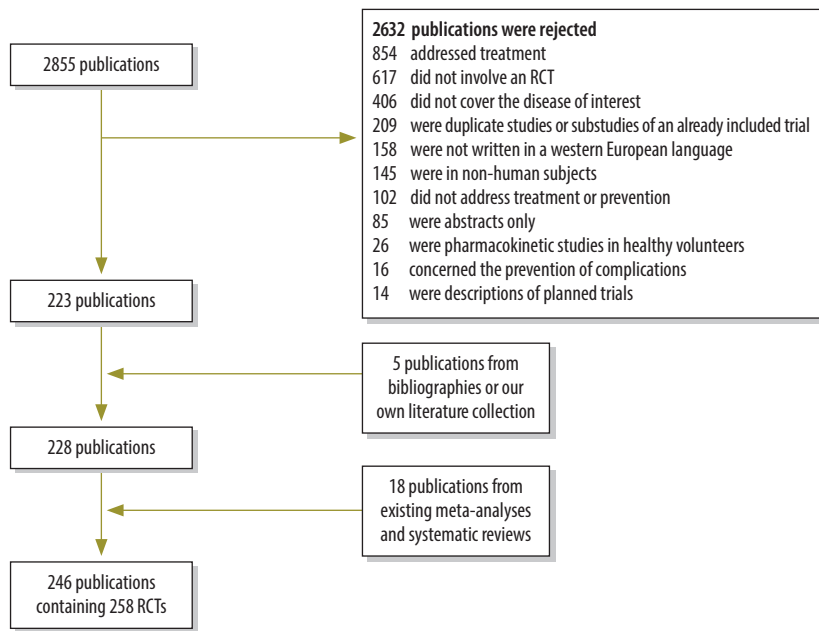 2855 publications
2632 publications were rejected
854 addressed treatment
617 did not involve an RCT
406 did not cover the disease of interest
209 were duplicate studies or substudies of an already included trial
158 were not written in a western European language
145 were in non-human subjects
102 did not address treatment or prevention
85 were abstracts only
26 were pharmacokinetic studies in healthy volunteers
16 concerned the prevention of complications
14 were descriptions of planned trials
223 publications
5 publications from
bibliographies or our
own literature collection
228 publications
18 publications from
existing meta-analyses
and systematic reviews
246 publications
containing 258 RCTs